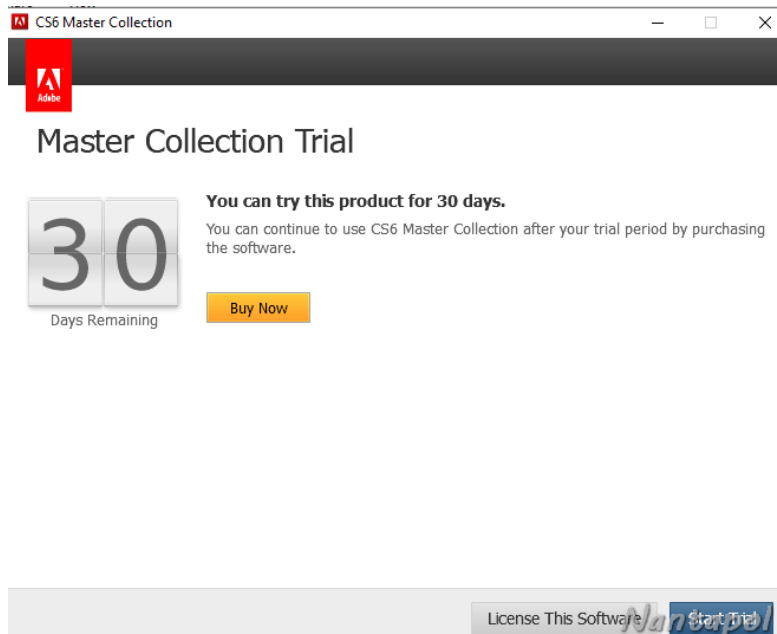 CS6 Master Collection
Adobe
Master Collection Trial
30
Days Remaining
You can try this product for 30 days.
You can continue to use CS6 Master Collection after your trial period by purchasing
the software.
Buy Now
License This Software
Start Trial
Nansapol